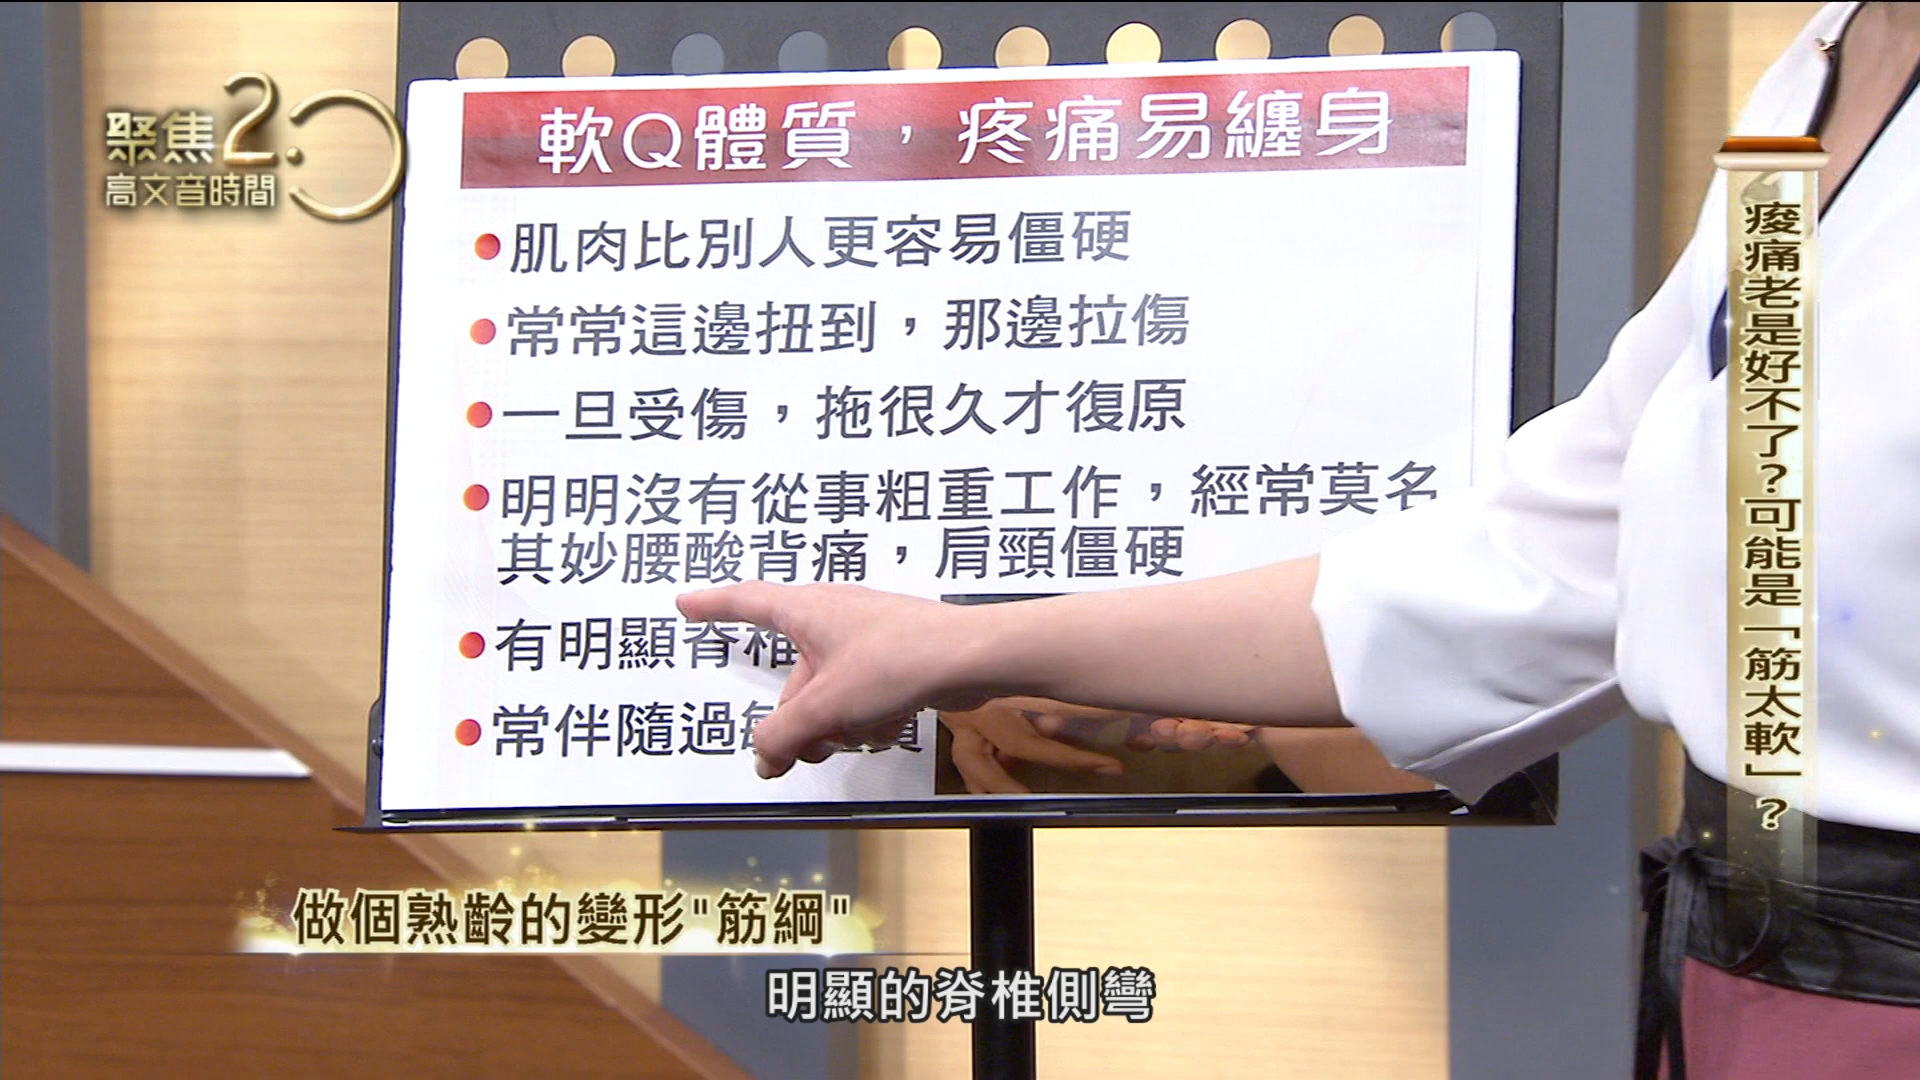 聚焦2.0
高文音時間
軟Q體質，疼痛易纏身
●肌肉比別人更容易僵硬
●常常這邊扭到，那邊拉傷
●一旦受傷，拖很久才復原
●明明沒有從事粗重工作，經常莫名
其妙腰酸背痛，肩頸僵硬
●有明顯脊椎
●常伴隨過敏 質
痠痛老是好不了？可能是「筋太軟」？
做個熟齡的變形"筋綱"
明顯的脊椎側彎